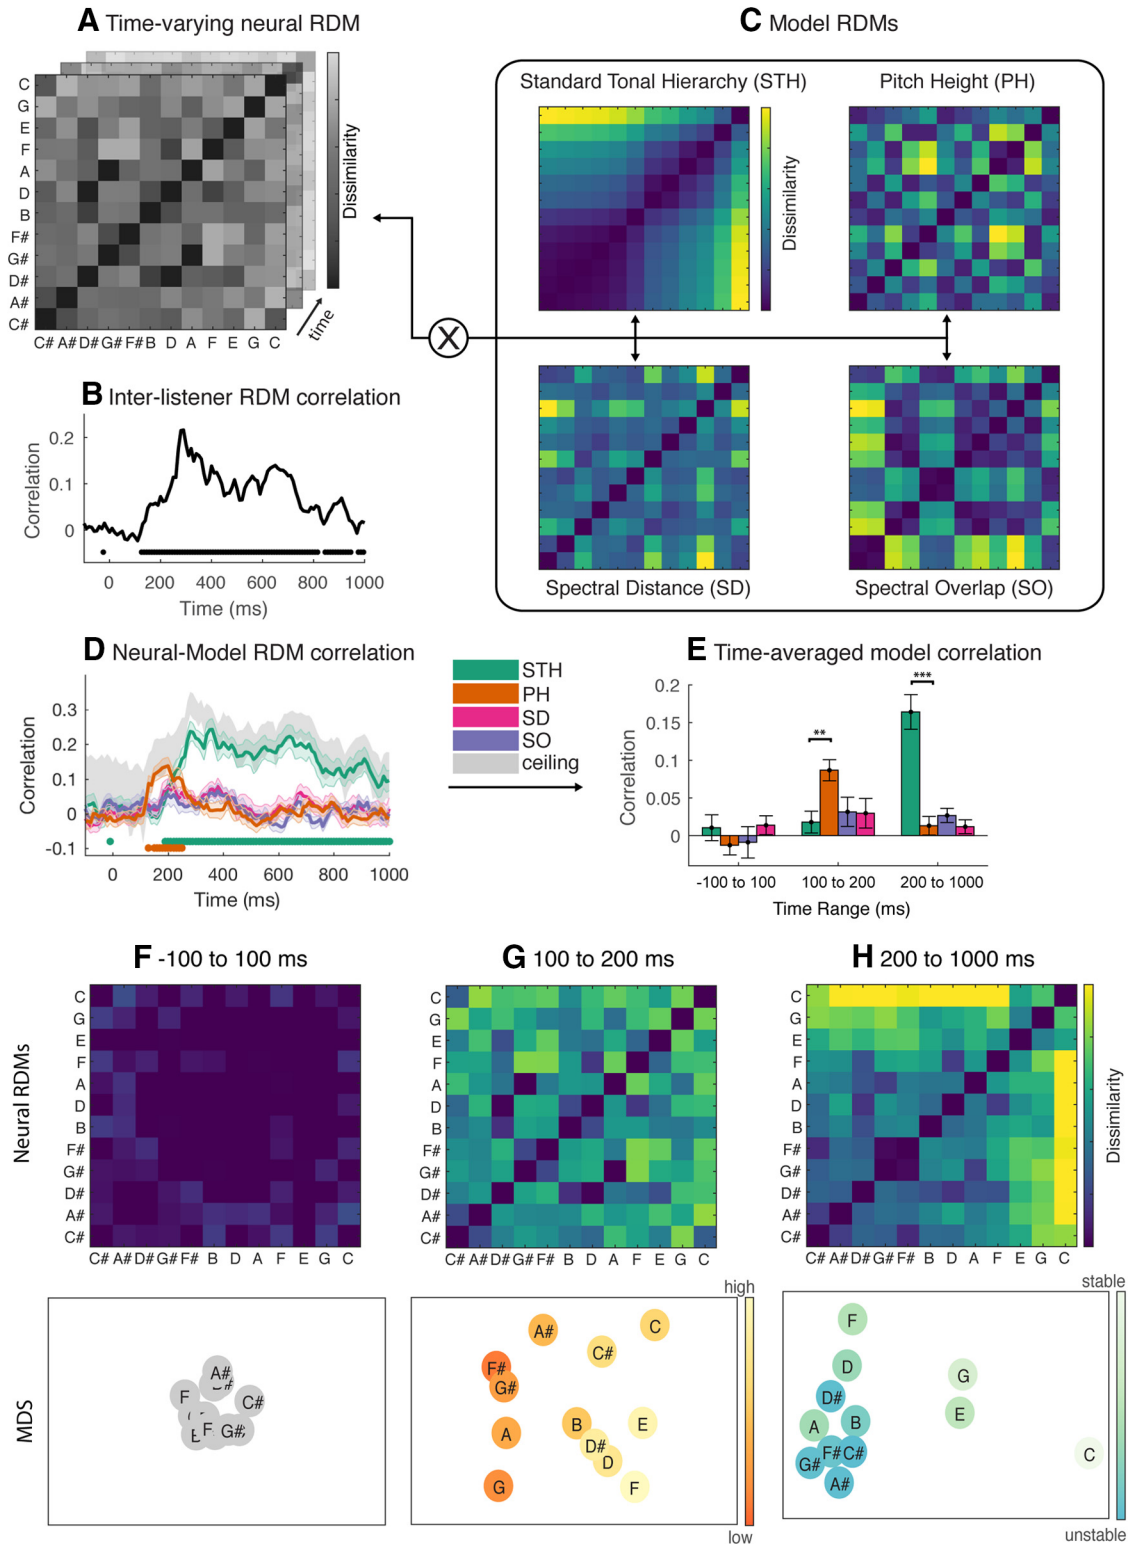 A Time-varying neural RDM
C
G
E
F
A
D
B
F#
G#
D#
A#
C#
C# A# D# G# F# B D A F E G C
time
Dissimilarity
B Inter-listener RDM correlation
Correlation
0.2
0.1
0
0 200 400 600 800 1000
Time (ms)
C Model RDMs
Standard Tonal Hierarchy (STH)
Pitch Height (PH)
Dissimilarity
X
Spectral Distance (SD)
Spectral Overlap (SO)
D Neural-Model RDM correlation
Correlation
0.3
0.2
0.1
0
-0.1
0 200 400 600 800 1000
Time (ms)
STH
PH
SD
SO
ceiling
E Time-averaged model correlation
Correlation
0.2
0.15
0.1
0.05
0
**
***
-100 to 100 100 to 200 200 to 1000
Time Range (ms)
F -100 to 100 ms
Neural RDMs
C
G
E
F
A
D
B
F#
G#
D#
A#
C#
C# A# D# G# F# B D A F E G C
G 100 to 200 ms
C
G
E
F
A
D
B
F#
G#
D#
A#
C#
C# A# D# G# F# B D A F E G C
H 200 to 1000 ms
C
G
E
F
A
D
B
F#
G#
D#
A#
C#
C# A# D# G# F# B D A F E G C
Dissimilarity
MDS
A#
F
C#
F
G#
high
A#
C
C#
F#
G#
A
B
E
D#
D
G
F
low
stable
F
D
G
D#
E
A
B
F# C#
C
G#
A#
unstable